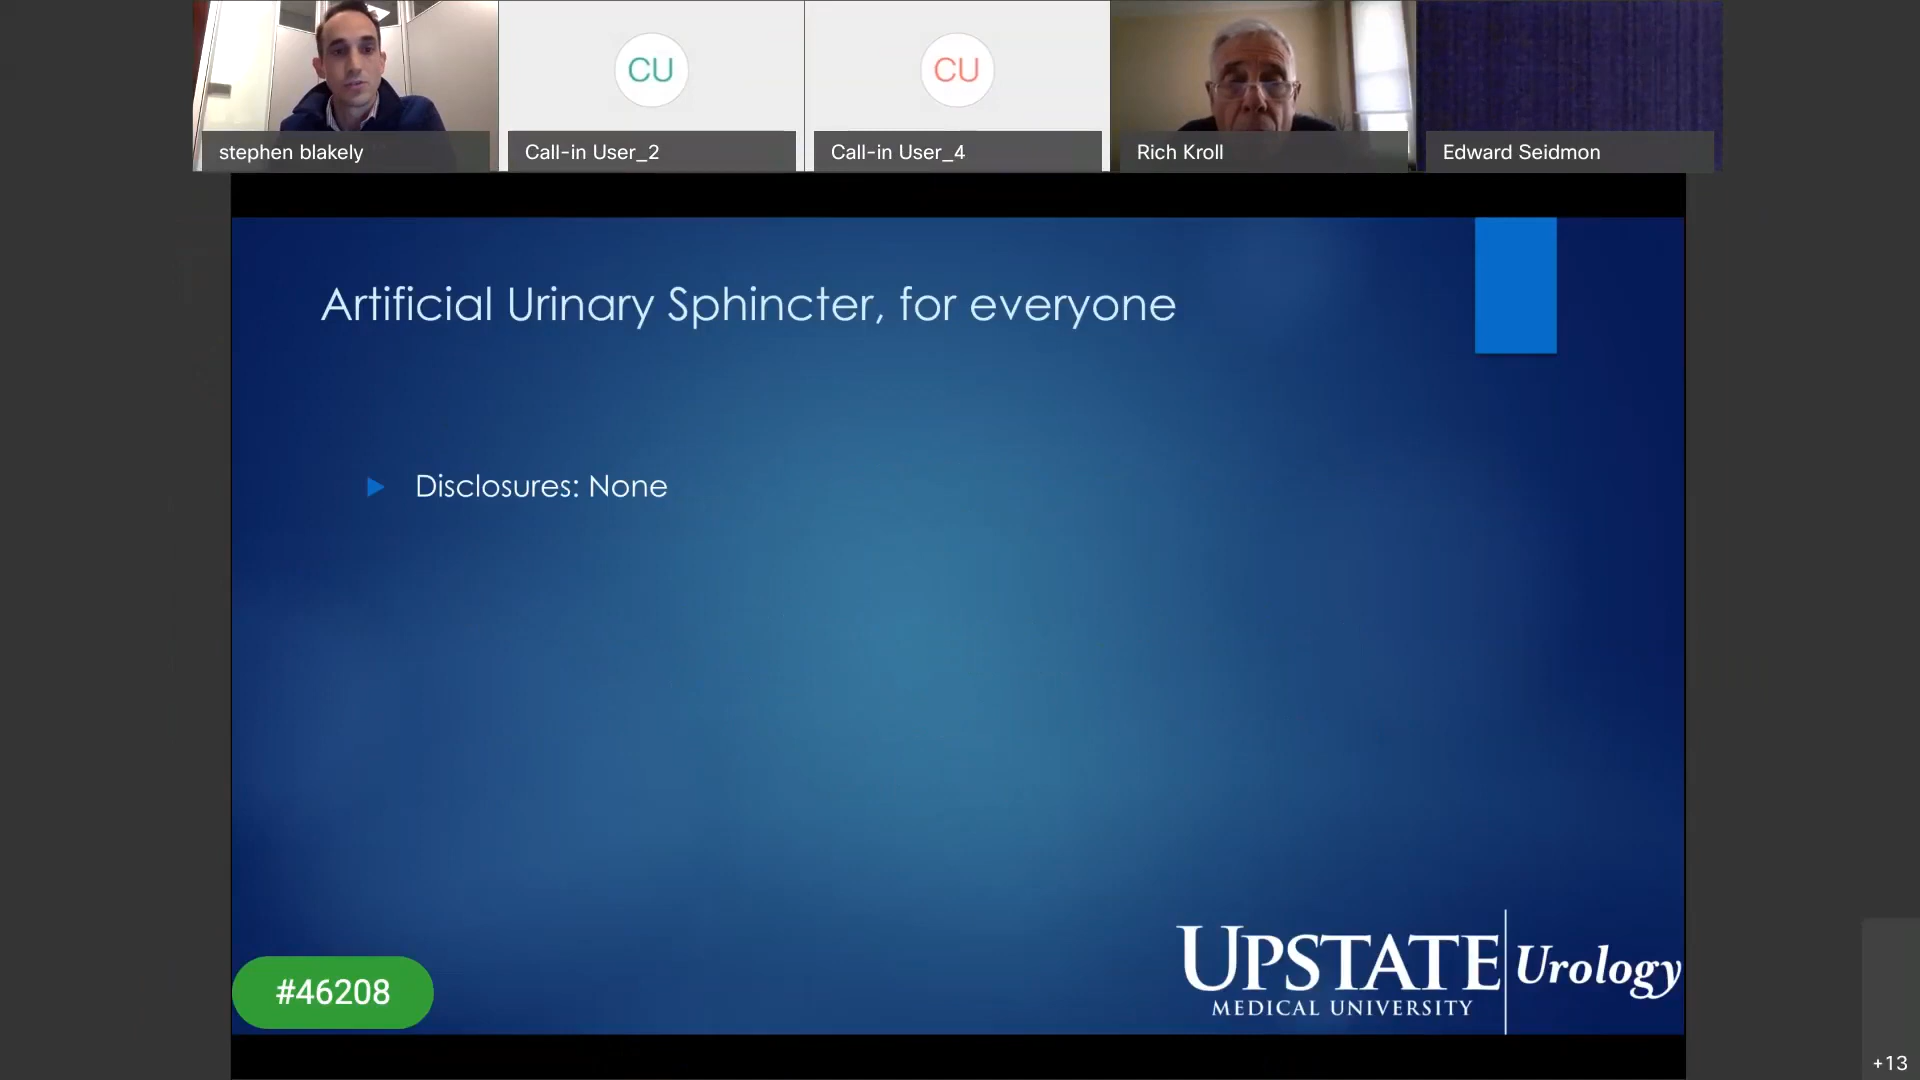 CU
CU
stephen blakely
Call-in User_2
Call-in User_4
Rich Kroll
Edward Seidmon
Artificial Urinary Sphincter, for everyone
Disclosures: None
#46208
UPSTATE
MEDICAL UNIVERSITY
Urology
+13